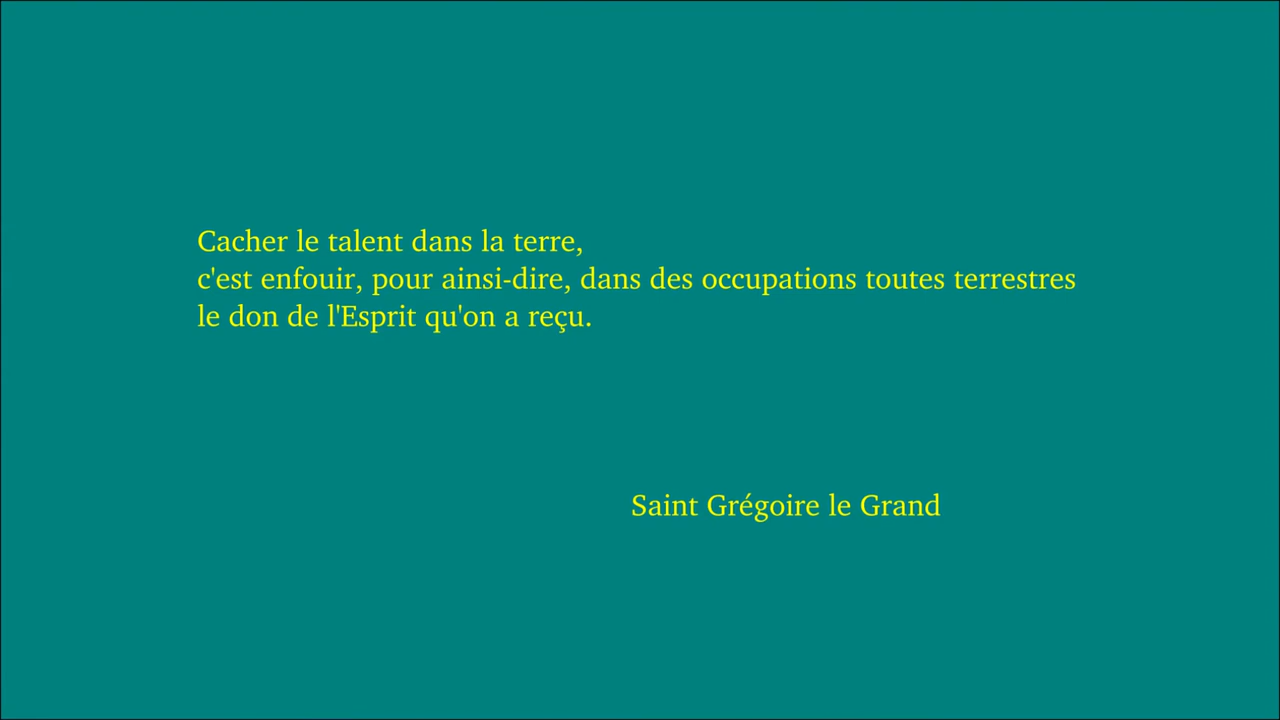 Cacher le talent dans la terre,
c'est enfouir, pour ainsi-dire, dans des occupations toutes terrestres
le don de l'Esprit qu'on a reçu.
Saint Grégoire le Grand